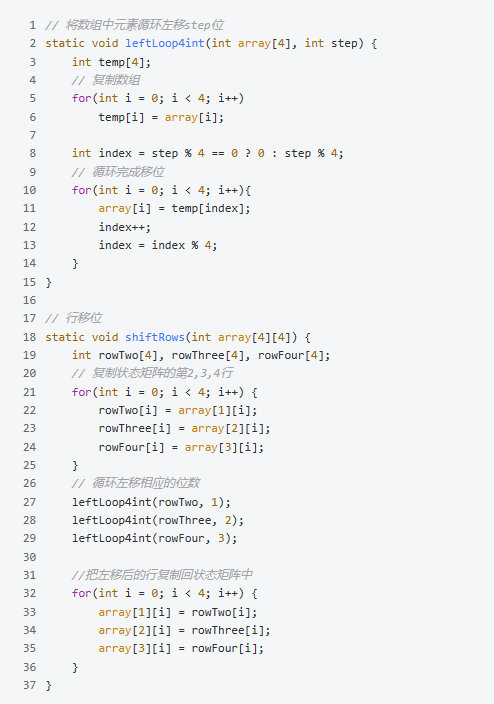 1 // 将数组中元素循环左移step位
2 static void leftLoop4int(int array[4], int step) {
3     int temp[4];
4     // 复制数组
5     for(int i = 0; i < 4; i++)
6         temp[i] = array[i];
7
8     int index = step % 4 == 0 ? 0 : step % 4;
9     // 循环完成移位
10     for(int i = 0; i < 4; i++){
11         array[i] = temp[index];
12         index++;
13         index = index % 4;
14     }
15 }
16
17 // 行移位
18 static void shiftRows(int array[4][4]) {
19     int rowTwo[4], rowThree[4], rowFour[4];
20     // 复制状态矩阵的第2,3,4行
21     for(int i = 0; i < 4; i++) {
22         rowTwo[i] = array[1][i];
23         rowThree[i] = array[2][i];
24         rowFour[i] = array[3][i];
25     }
26     // 循环左移相应的位数
27     leftLoop4int(rowTwo, 1);
28     leftLoop4int(rowThree, 2);
29     leftLoop4int(rowFour, 3);
30
31     //把左移后的行复制回状态矩阵中
32     for(int i = 0; i < 4; i++) {
33         array[1][i] = rowTwo[i];
34         array[2][i] = rowThree[i];
35         array[3][i] = rowFour[i];
36     }
37 }